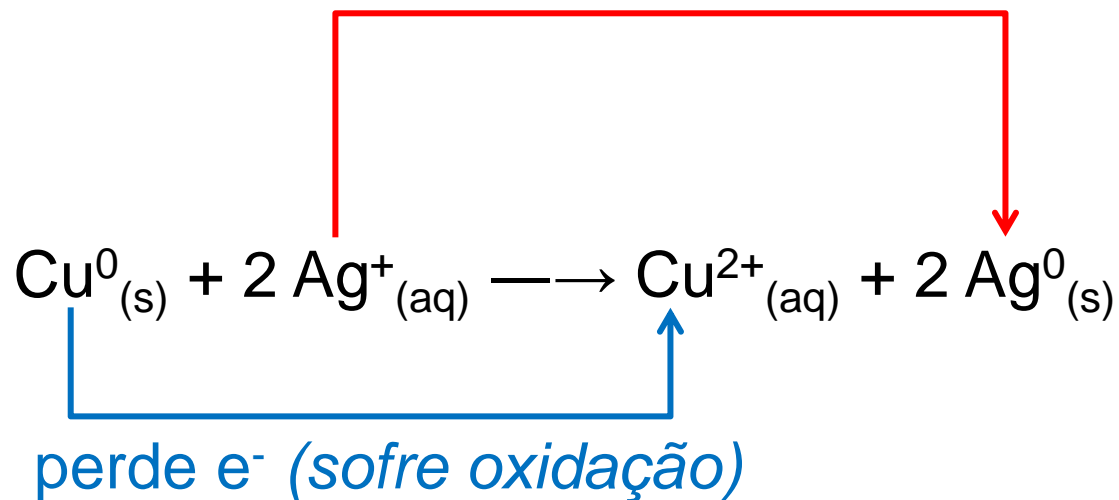 Cu⁰(s) + 2 Ag⁺(aq) —→ Cu²⁺(aq) + 2 Ag⁰(s)
perde e⁻ (sofre oxidação)